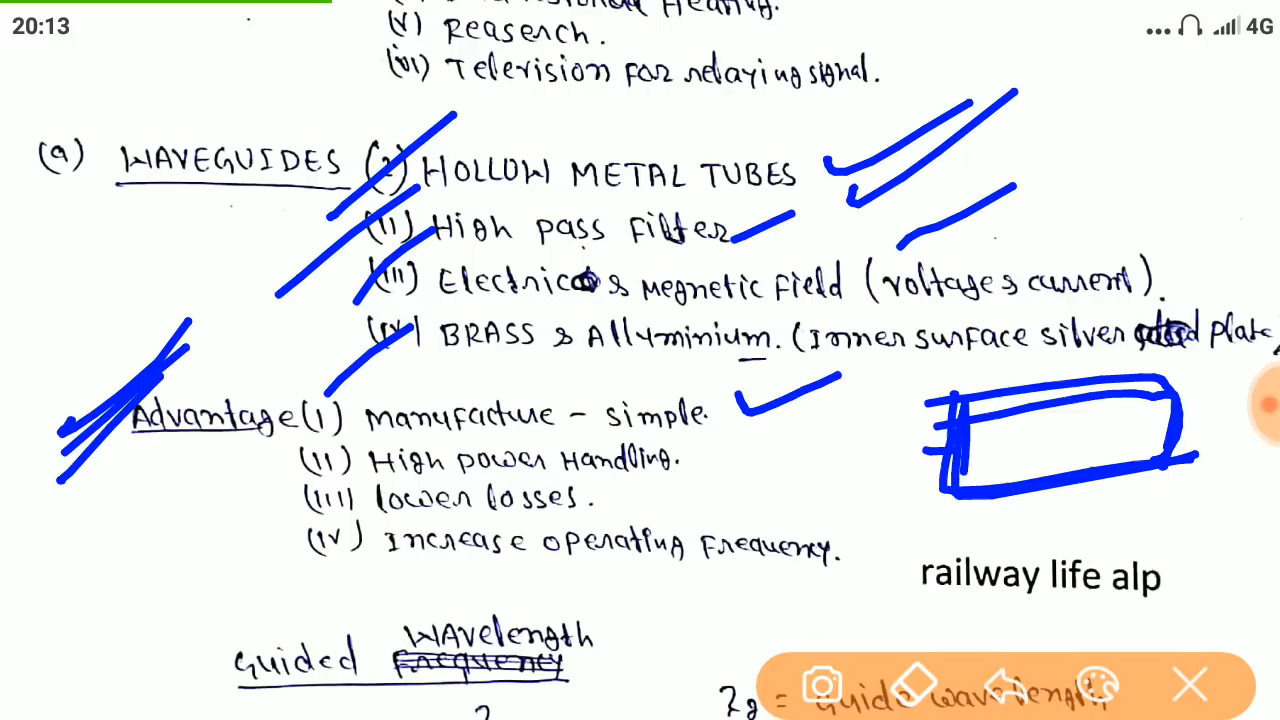 20:13
4G
Hearing.
(v) Reasearch.
(vi) Television for relaying signal.
(a) WAVEGUIDES (I) HOLLOW METAL TUBES
(II) High pass filter
(III) Electric & Megnetic Field (voltage & current).
(IV) BRASS & Allyminium. (Inner surface silver plate
Advantage (I) Manufacture - simple.
(II) High power Handling.
(III) lower losses.
(IV) Increase operating frequency.
railway life alp
Guided Wavelength
= Guide wavelength